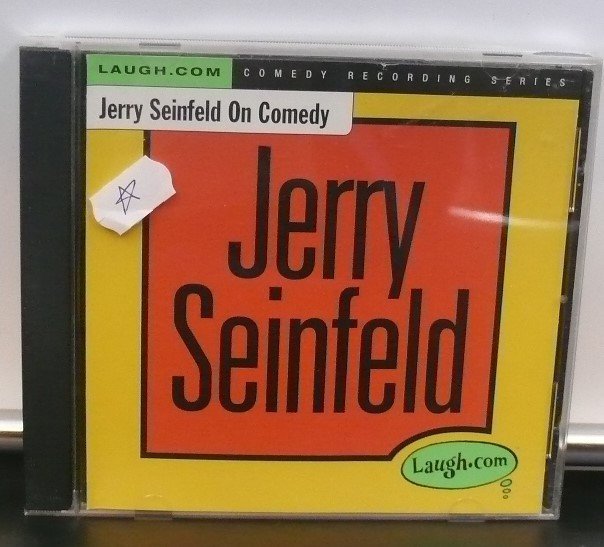 LAUGH.COM COMEDY RECORDING SERIES
Jerry Seinfeld On Comedy
Jerry
Seinfeld
Laugh.com